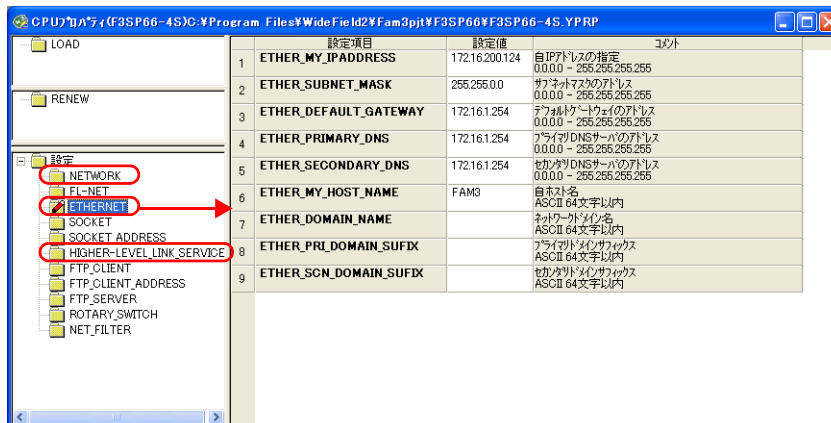 CPUﾌﾟﾛﾊﾟﾃｨ(F3SP66-4S)C:¥Program Files¥WideField2¥Fam3pjt¥F3SP66¥F3SP66-4S.YPRP
LOAD
RENEW
設定
NETWORK
FL-NET
ETHERNET
SOCKET
SOCKET ADDRESS
HIGHER-LEVEL_LINK_SERVICE
FTP_CLIENT
FTP_CLIENT_ADDRESS
FTP_SERVER
ROTARY_SWITCH
NET_FILTER
設定項目 設定値 コメント
1 ETHER_MY_IPADDRESS 172.16.200.124 自IPアドレスの指定
0.0.0.0 - 255.255.255.255
2 ETHER_SUBNET_MASK 255.255.0.0 サブネットマスクのアドレス
0.0.0.0 - 255.255.255.255
3 ETHER_DEFAULT_GATEWAY 172.16.1.254 デフォルトゲートウェイのアドレス
0.0.0.0 - 255.255.255.255
4 ETHER_PRIMARY_DNS 172.16.1.254 プライマリDNSサーバのアドレス
0.0.0.0 - 255.255.255.255
5 ETHER_SECONDARY_DNS 172.16.1.254 セカンダリDNSサーバのアドレス
0.0.0.0 - 255.255.255.255
6 ETHER_MY_HOST_NAME FAM3 自ホスト名
ASCII 64文字以内
7 ETHER_DOMAIN_NAME ネットワークドメイン名
ASCII 64文字以内
8 ETHER_PRI_DOMAIN_SUFIX プライマリドメインサフィックス
ASCII 64文字以内
9 ETHER_SCN_DOMAIN_SUFIX セカンダリドメインサフィックス
ASCII 64文字以内